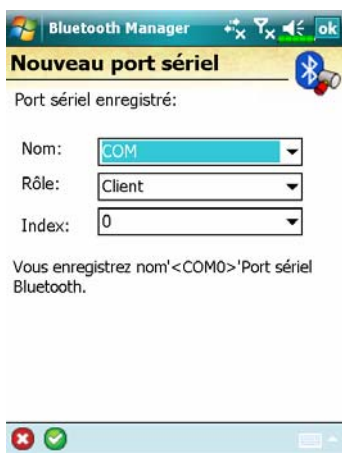 Bluetooth Manager ok
Nouveau port sériel
Port sériel enregistré:
Nom: COM
Rôle: Client
Index: 0
Vous enregistrez nom'<COM0>'Port sériel
Bluetooth.